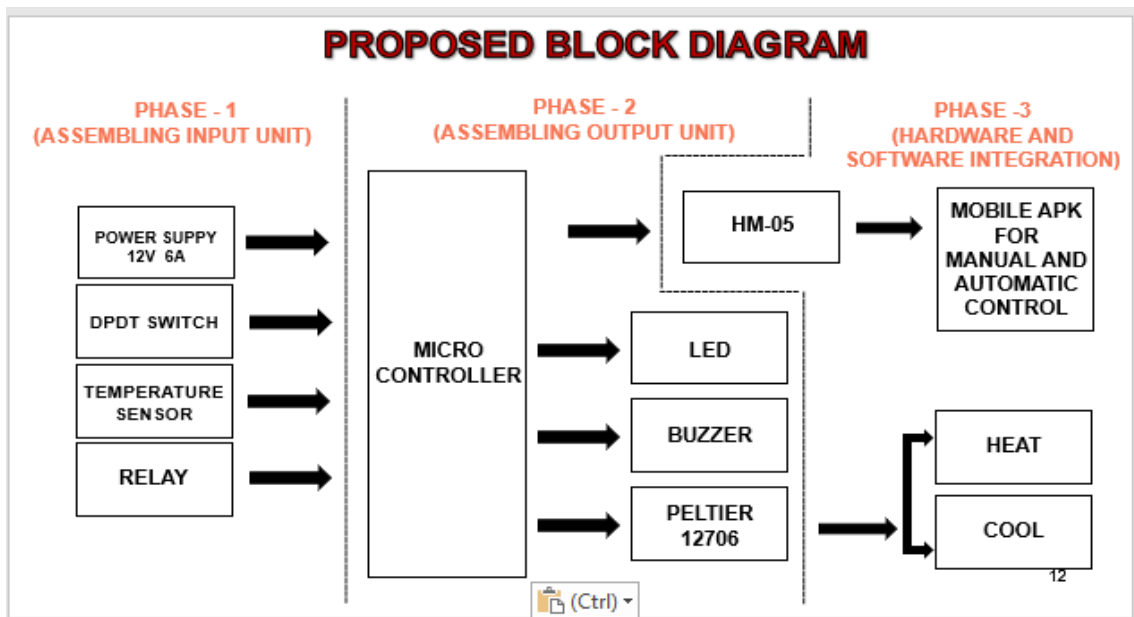 PROPOSED BLOCK DIAGRAM
PHASE - 1
(ASSEMBLING INPUT UNIT)
PHASE - 2
(ASSEMBLING OUTPUT UNIT)
PHASE -3
(HARDWARE AND
SOFTWARE INTEGRATION)
POWER SUPPY
12V 6A
DPDT SWITCH
TEMPERATURE
SENSOR
RELAY
MICRO
CONTROLLER
HM-05
LED
BUZZER
PELTIER
12706
MOBILE APK
FOR
MANUAL AND
AUTOMATIC
CONTROL
HEAT
COOL
12
(Ctrl)